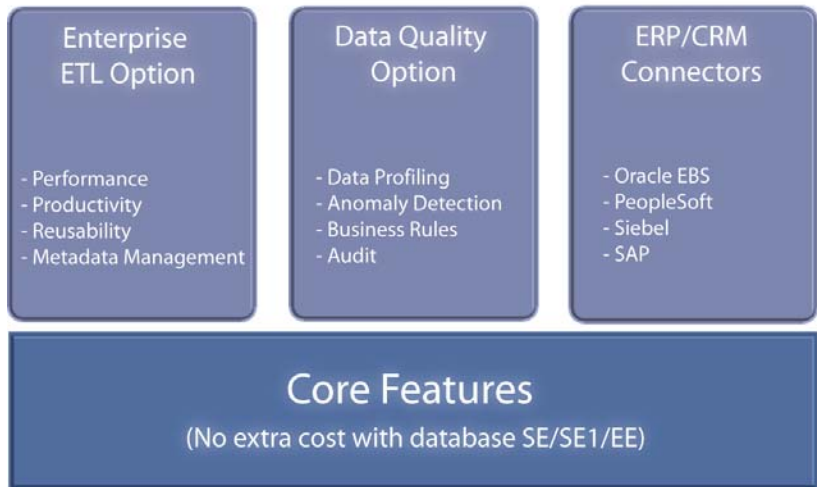 Enterprise
ETL Option
- Performance
- Productivity
- Reusability
- Metadata Management
Data Quality
Option
- Data Profiling
- Anomaly Detection
- Business Rules
- Audit
ERP/CRM
Connectors
- Oracle EBS
- PeopleSoft
- Siebel
- SAP
Core Features
(No extra cost with database SE/SE1/EE)